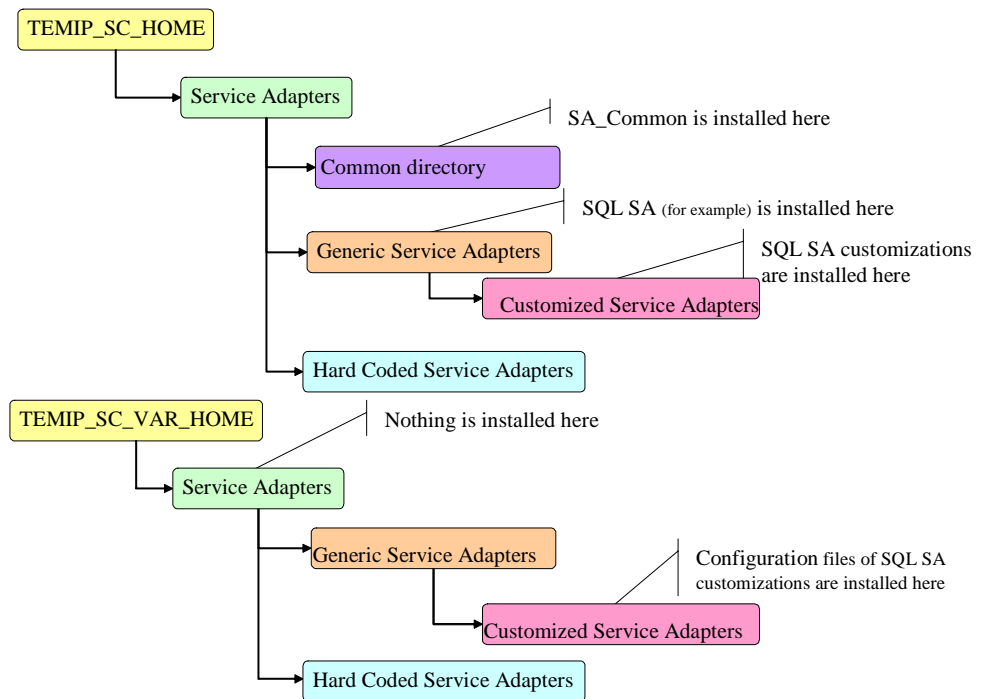 TEMIP_SC_HOME
Service Adapters
SA_Common is installed here
Common directory
SQL SA (for example) is installed here
Generic Service Adapters
SQL SA customizations
are installed here
Customized Service Adapters
Hard Coded Service Adapters
TEMIP_SC_VAR_HOME
Nothing is installed here
Service Adapters
Generic Service Adapters
Configuration files of SQL SA
customizations are installed here
Customized Service Adapters
Hard Coded Service Adapters